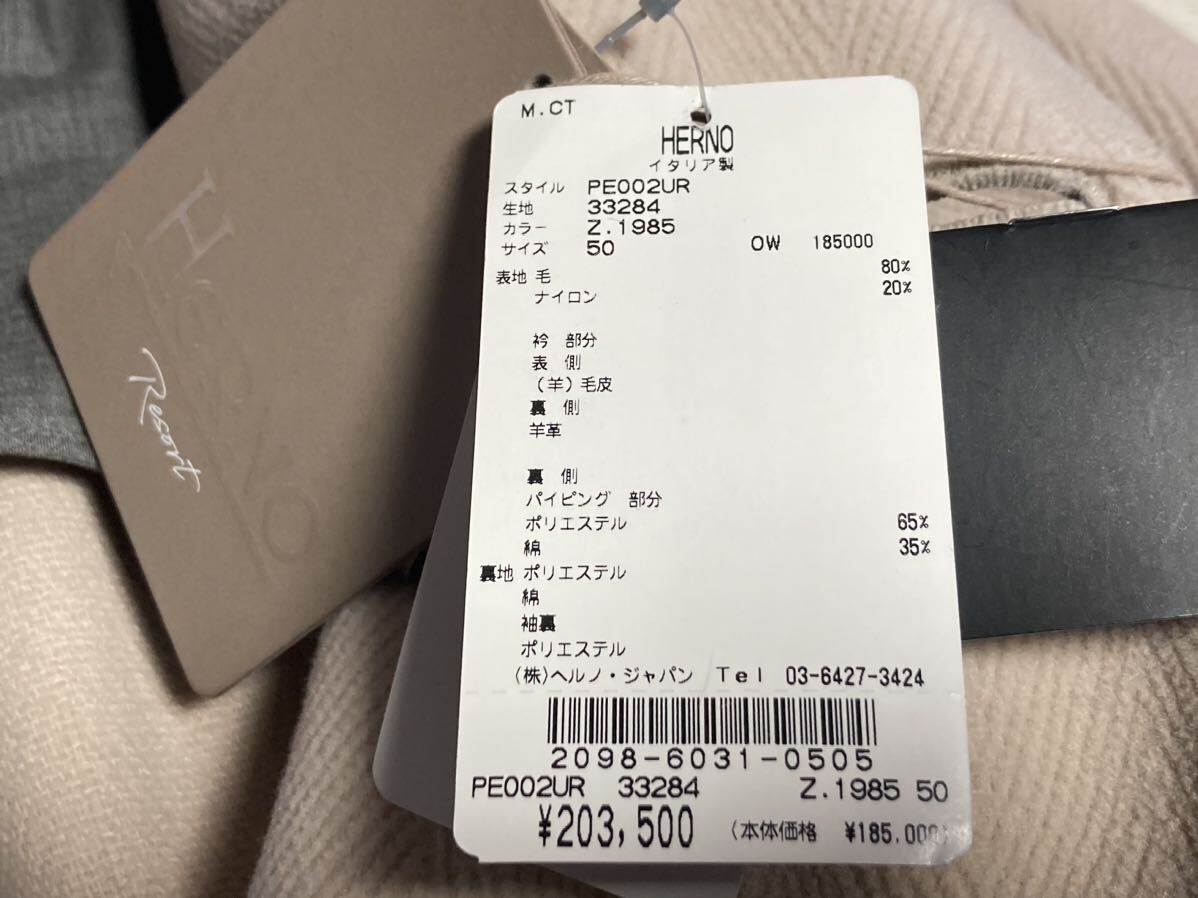 M.CT
HERNO
イタリア製
スタイル PE002UR
生地 33284
カラー Z.1985
サイズ 50 OW 185000
表地 毛 80%
ナイロン 20%
衿 部分
表 側
(羊)毛皮
裏 側
羊革
裏 側
パイピング 部分
ポリエステル 65%
綿 35%
裏地 ポリエステル
綿
袖裏
ポリエステル
(株)ヘルノ・ジャパン Tel 03-6427-3424
2098-6031-0505
PE002UR 33284 Z.1985 50
¥203,500 (本体価格 ¥185.000)
HERNO
Resort